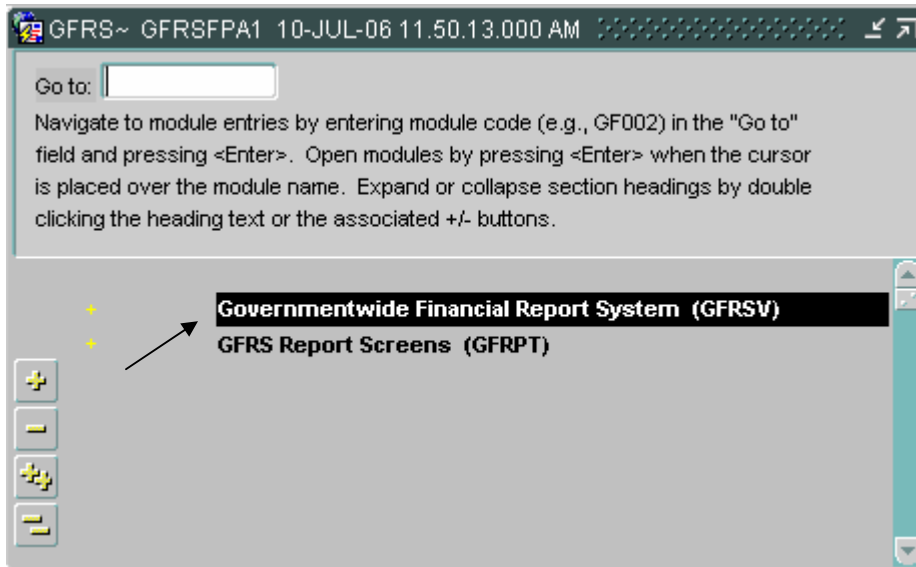 GFRS~ GFRSFPA1 10-JUL-06 11.50.13.000 AM
Go to:
Navigate to module entries by entering module code (e.g., GF002) in the "Go to"
field and pressing <Enter>. Open modules by pressing <Enter> when the cursor
is placed over the module name. Expand or collapse section headings by double
clicking the heading text or the associated +/- buttons.
+ Governmentwide Financial Report System (GFRSV)
+ GFRS Report Screens (GFRPT)